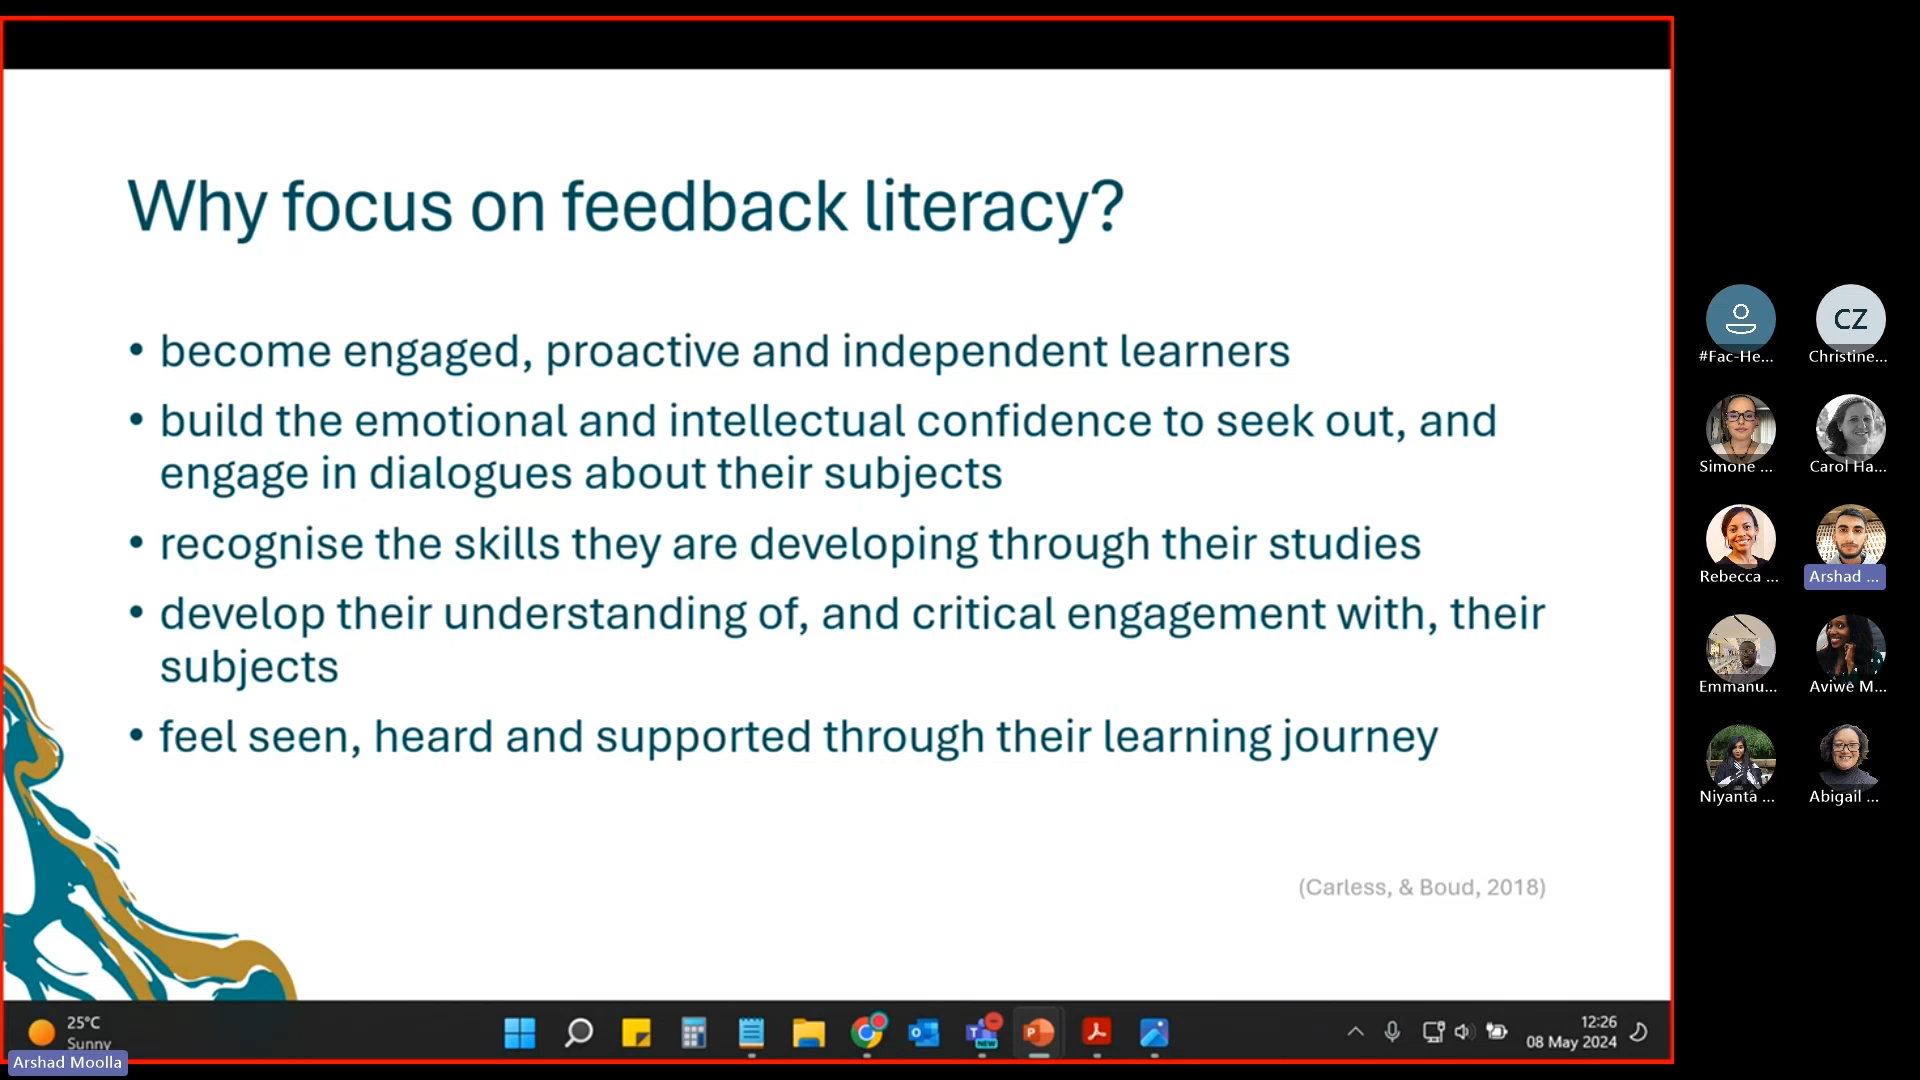 Why focus on feedback literacy?
• become engaged, proactive and independent learners
• build the emotional and intellectual confidence to seek out, and
engage in dialogues about their subjects
• recognise the skills they are developing through their studies
• develop their understanding of, and critical engagement with, their
subjects
• feel seen, heard and supported through their learning journey
(Carless, & Boud, 2018)
#Fac-He...
CZ
Christine...
Simone ...
Carol Ha...
Rebecca ...
Arshad ...
Emmanu...
Aviwe M...
Niyanta ...
Abigail ...
25°C
Sunny
Arshad Moolla
NEW
12:26
08 May 2024